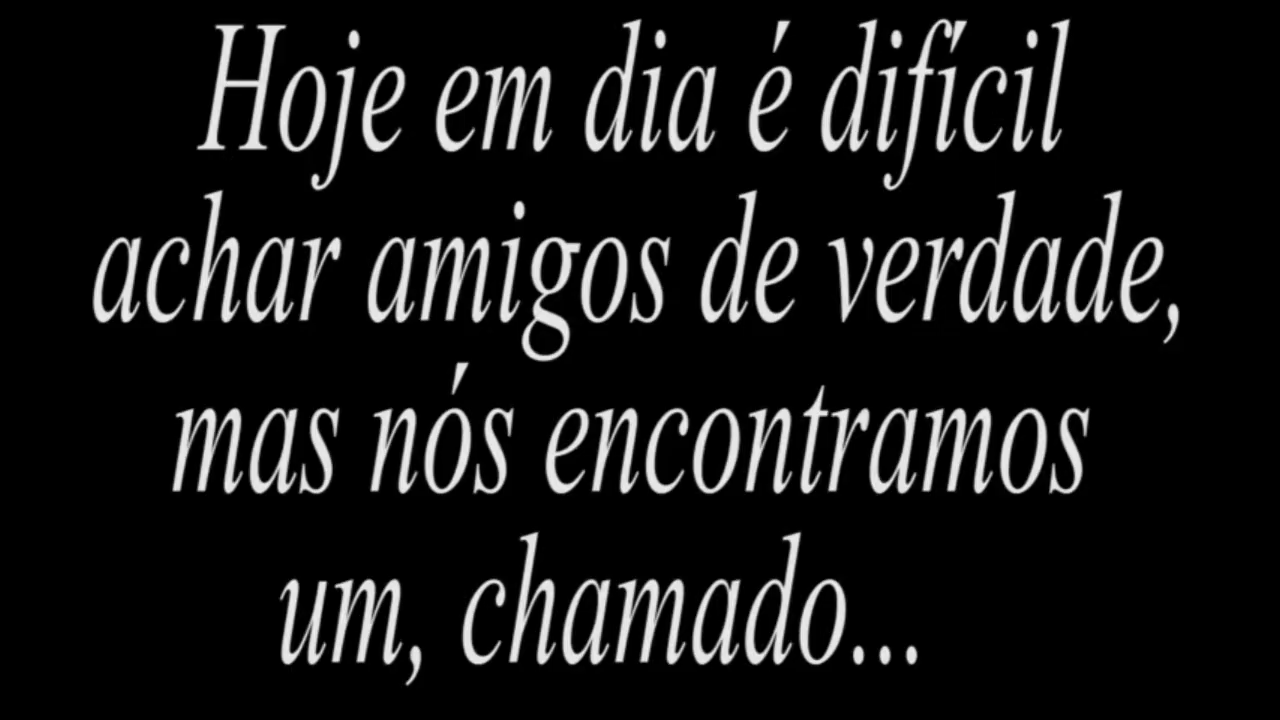 Hoje em dia é difícil
achar amigos de verdade,
mas nós encontramos
um, chamado...